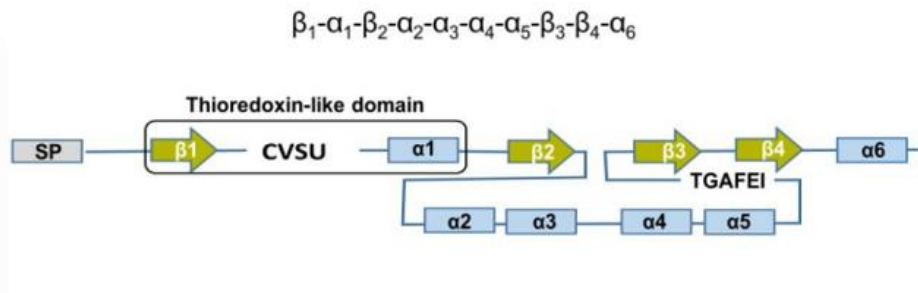 β₁-α₁-β₂-α₂-α₃-α₄-α₅-β₃-β₄-α₆
Thioredoxin-like domain
SP β1 CVSU α1 β2 β3 β4 α6
TGAFEI
α2 α3 α4 α5